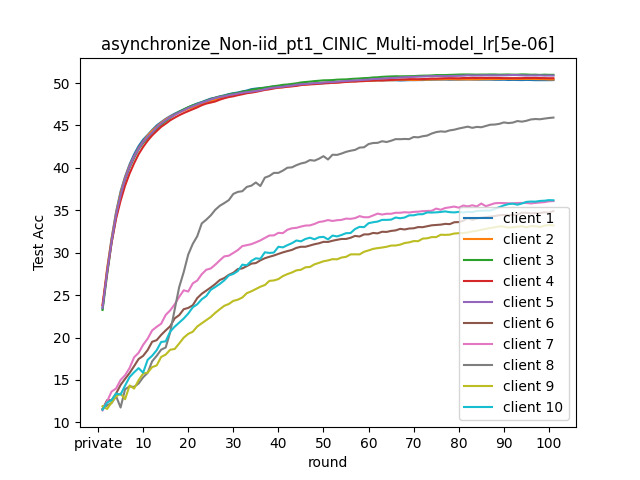 asynchronize_Non-iid_pt1_CINIC_Multi-model_lr[5e-06]
Test Acc
50
45
40
35
30
25
20
15
10
client 1
client 2
client 3
client 4
client 5
client 6
client 7
client 8
client 9
client 10
private 10 20 30 40 50 60 70 80 90 100
round